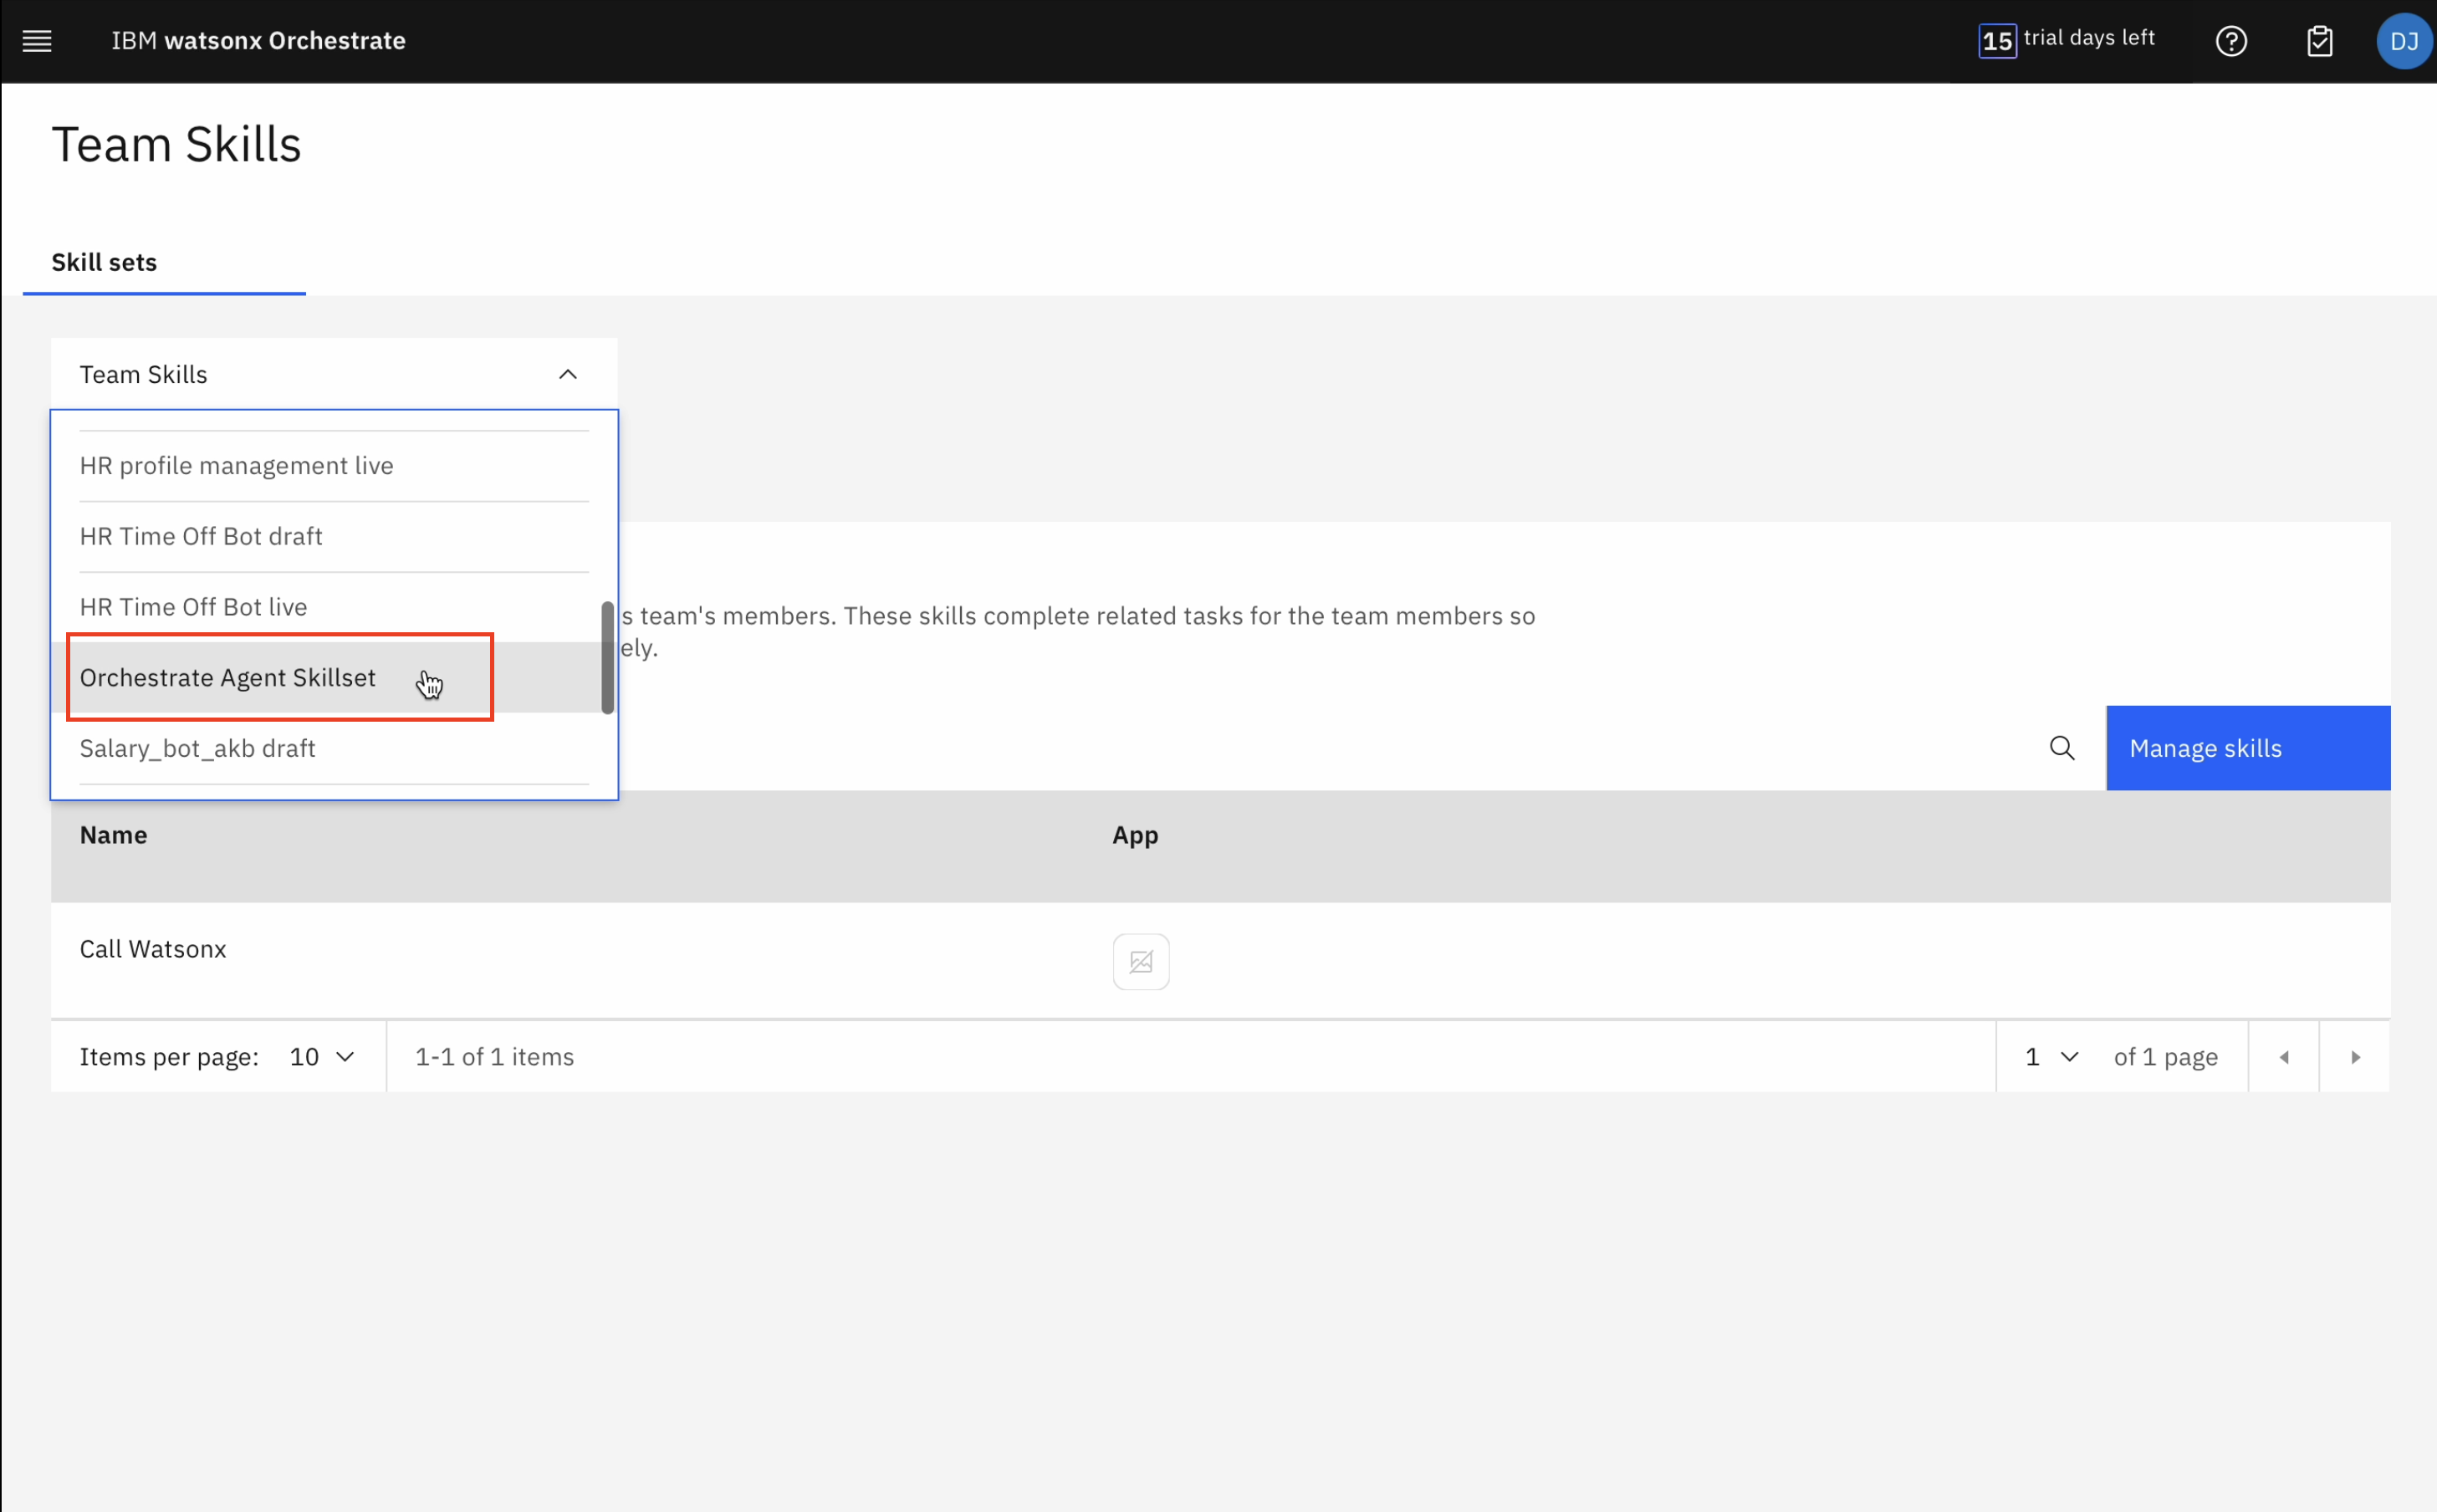 IBM watsonx Orchestrate
15 trial days left
DJ
Team Skills
Skill sets
Team Skills
HR profile management live
HR Time Off Bot draft
HR Time Off Bot live
Orchestrate Agent Skillset
Salary_bot_akb draft
s team's members. These skills complete related tasks for the team members so
ely.
Manage skills
Name App
Call Watsonx
Items per page: 10 1-1 of 1 items 1 of 1 page